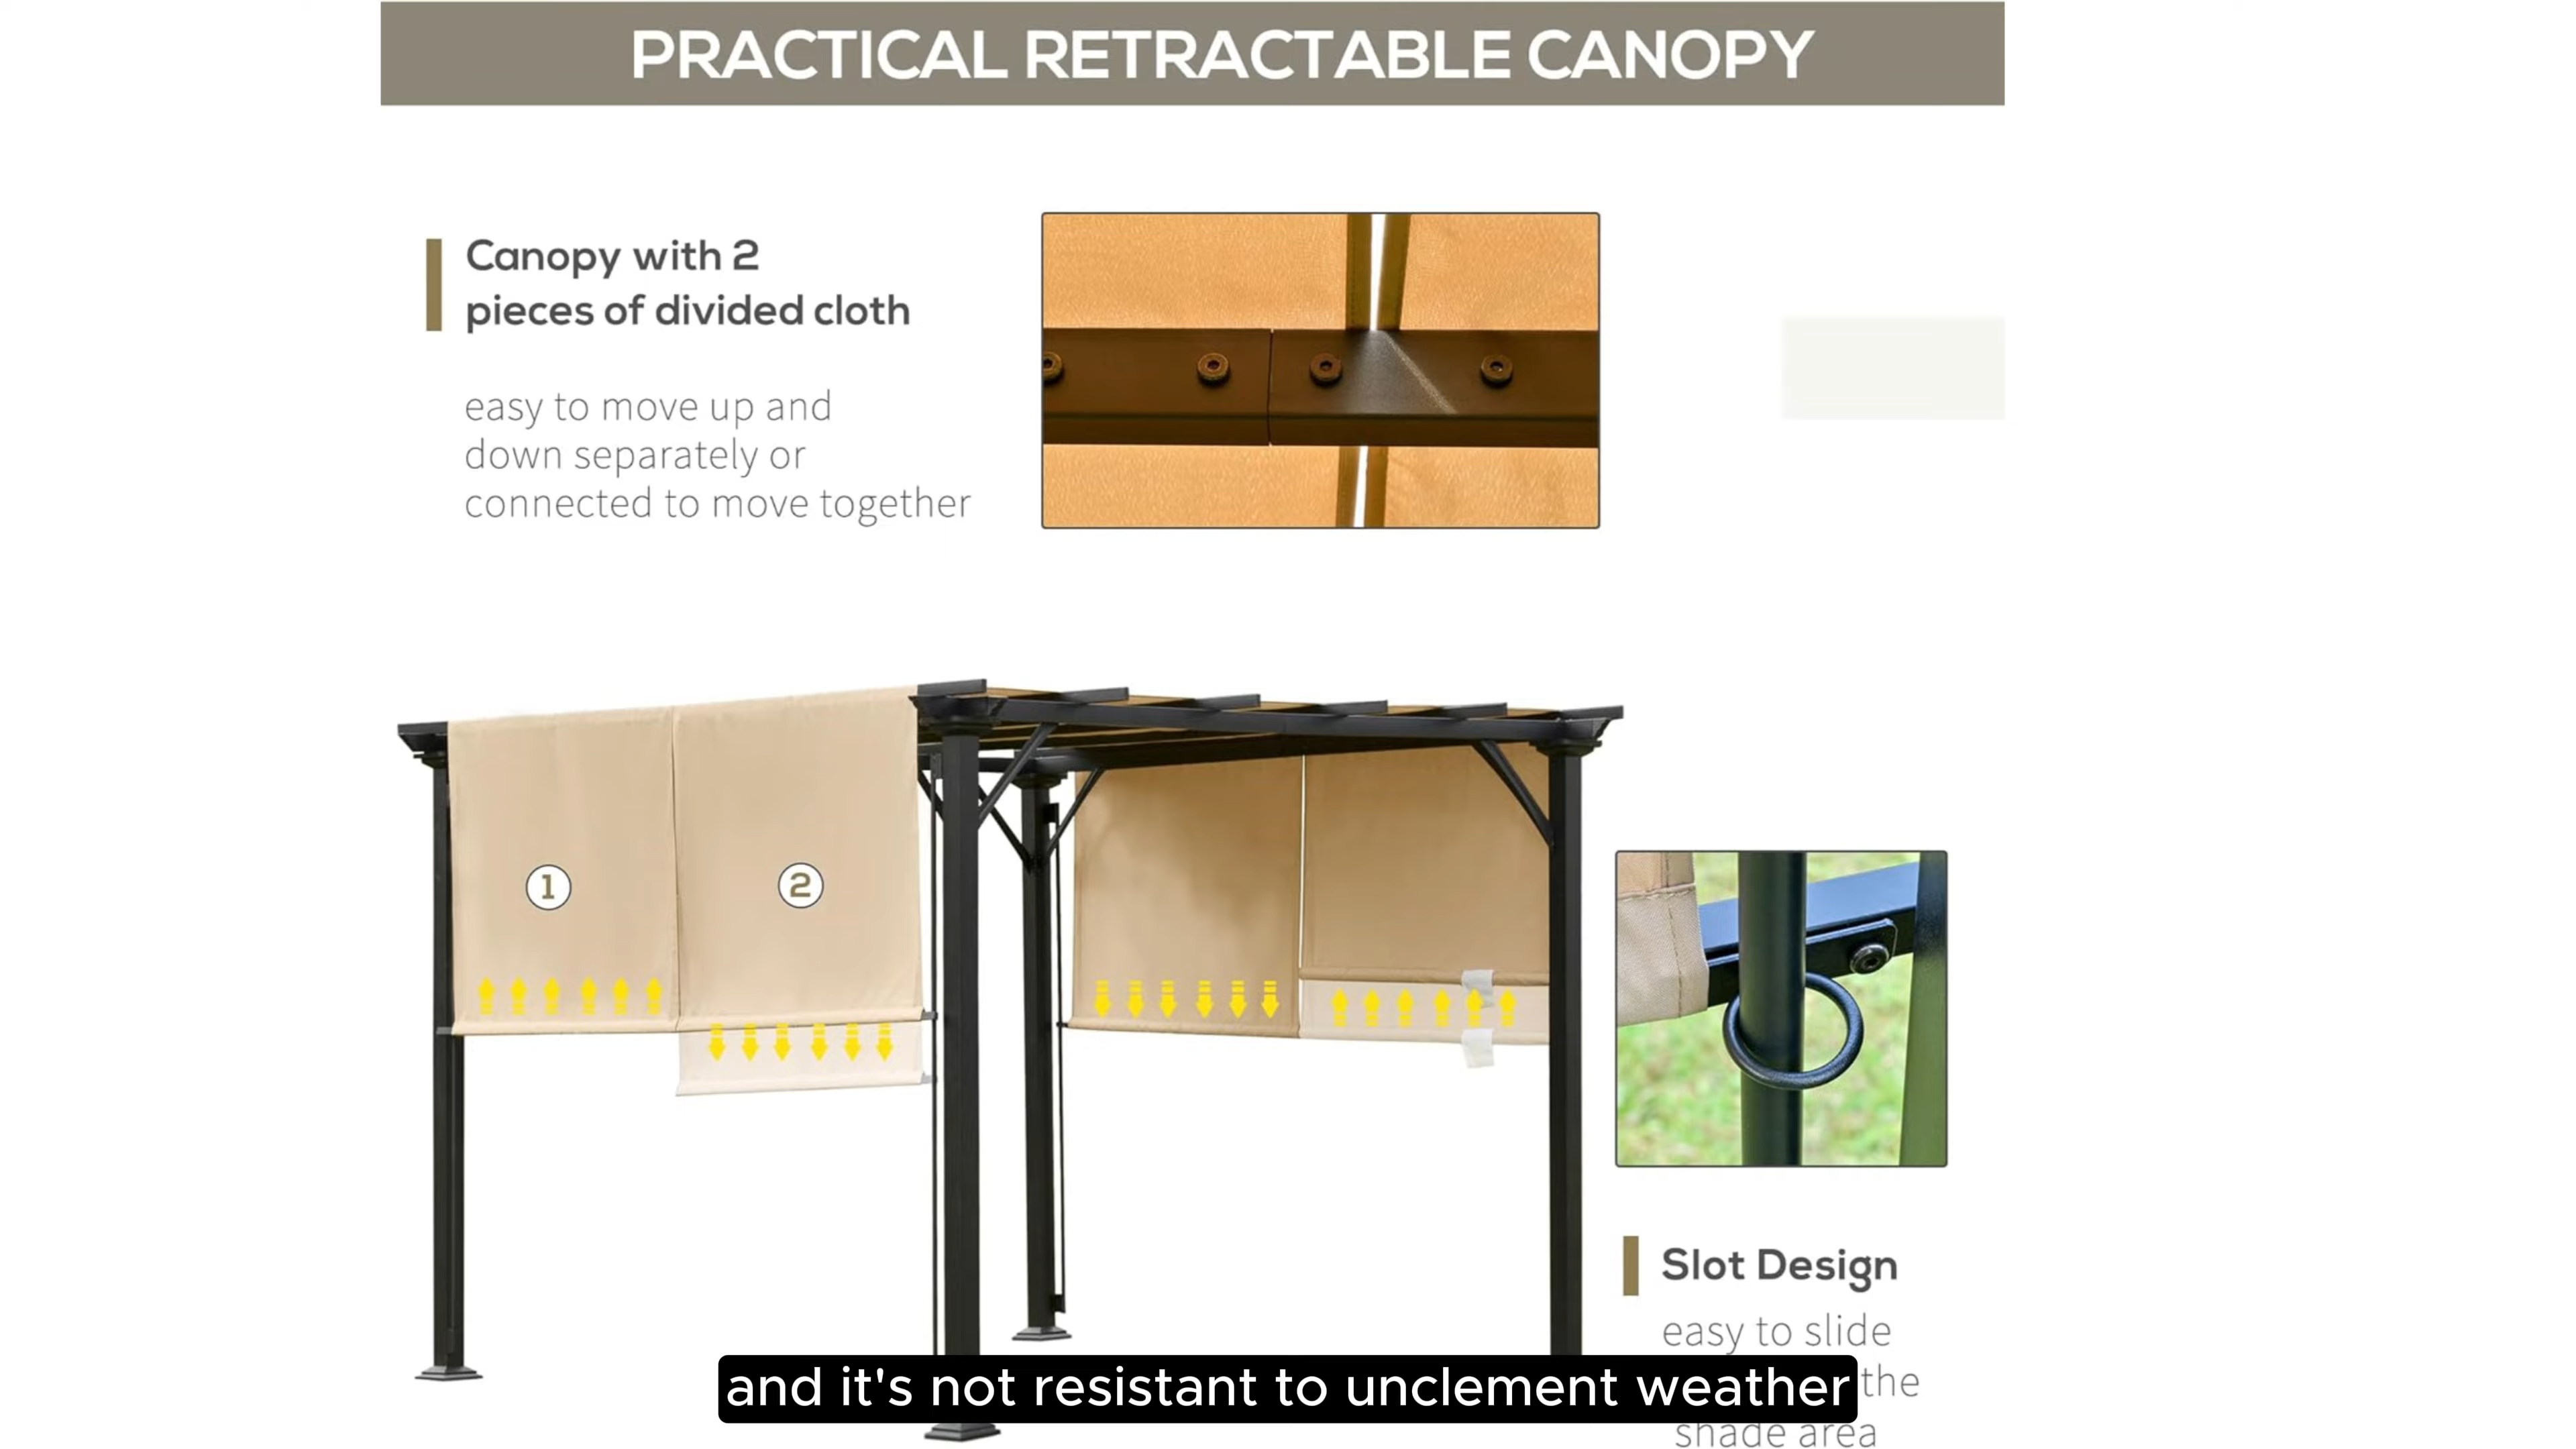 PRACTICAL RETRACTABLE CANOPY
Canopy with 2
pieces of divided cloth
easy to move up and
down separately or
connected to move together
1
2
Slot Design
easy to slide
the
shade area
and it's not resistant to unclement weather